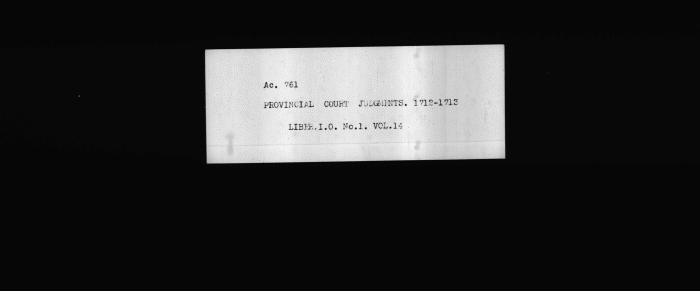 Ac. 761
PROVINCIAL COURT JUDGMENTS. 1712-1713
LIBER.I.O. No.1. VOL.14